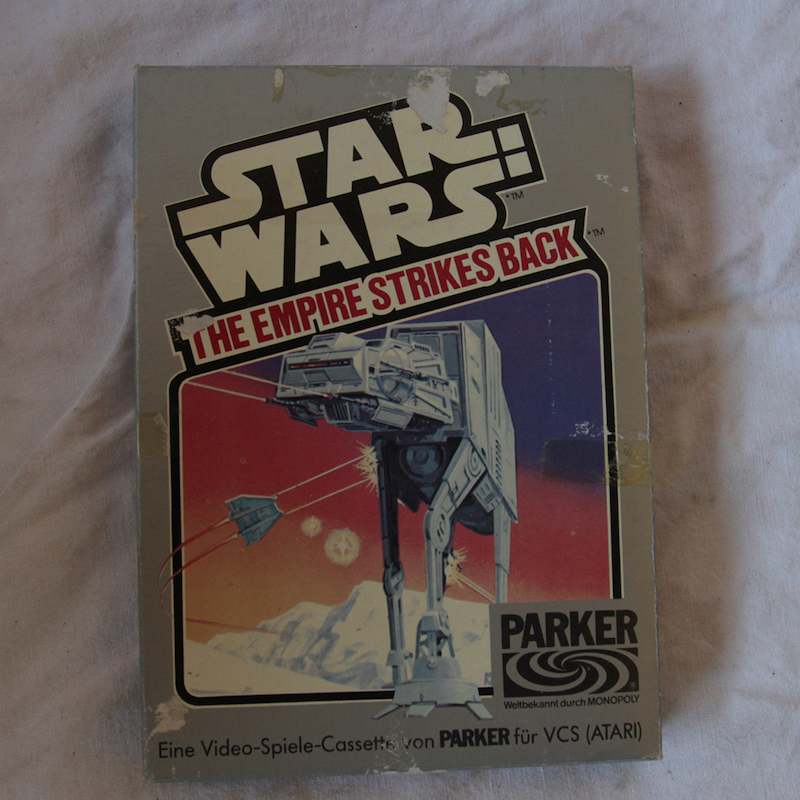 STAR
WARS
*™
THE EMPIRE STRIKES BACK
*™
PARKER
®
Weltbekannt durch MONOPOLY
Eine Video-Spiele-Cassette von PARKER für VCS (ATARI)